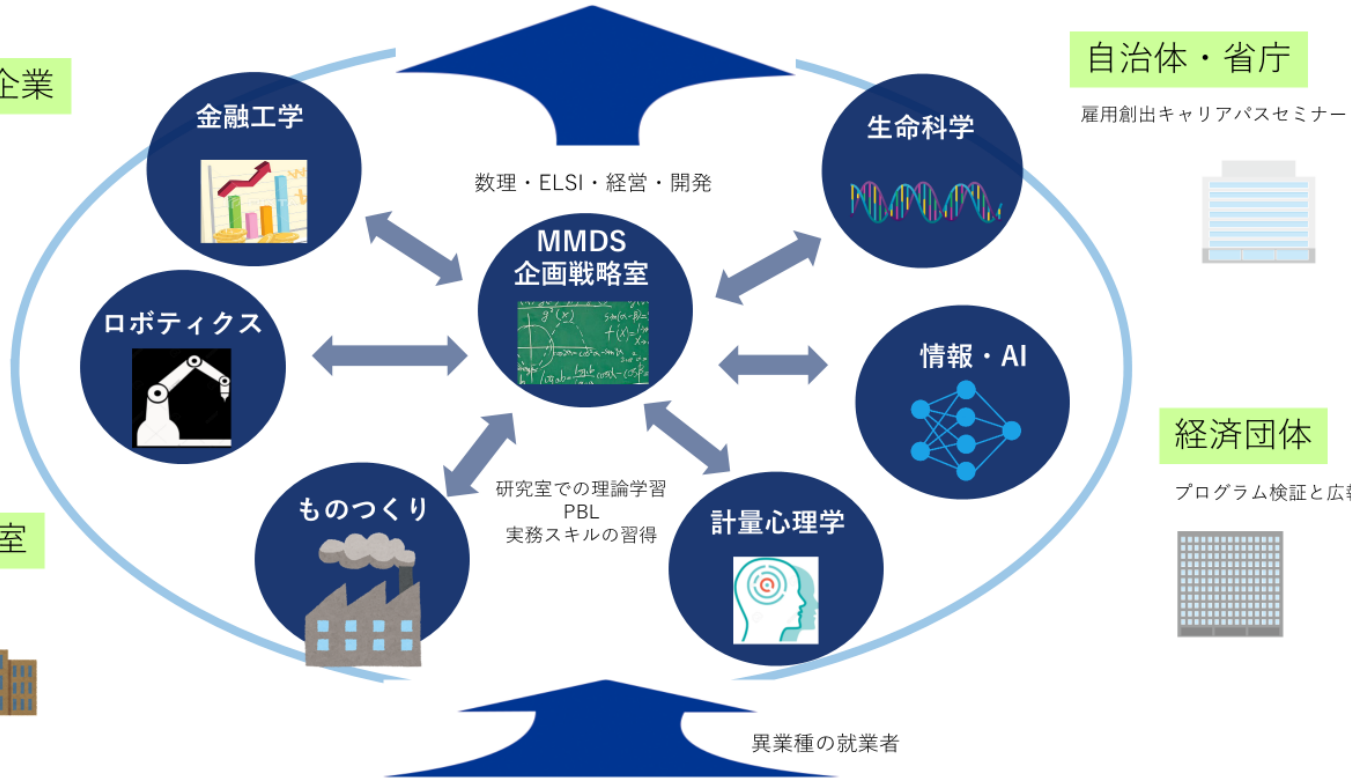 企業
自治体・省庁
雇用創出キャリアパスセミナー
金融工学
生命科学
数理・ELSI・経営・開発
MMDS
企画戦略室
ロボティクス
情報・AI
経済団体
プログラム検証と広報
ものつくり
研究室での理論学習
PBL
実務スキルの習得
計量心理学
室
異業種の就業者